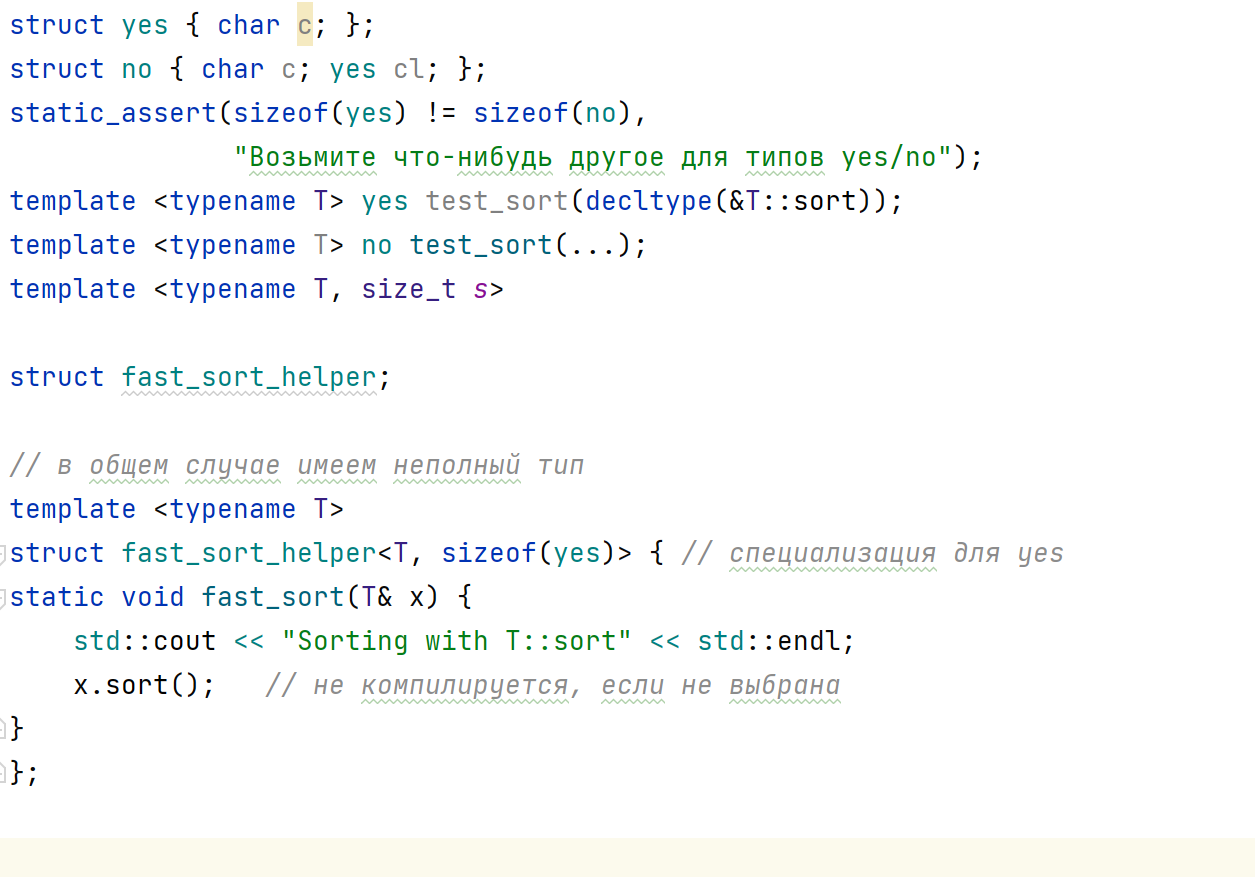 struct yes { char c; };
struct no { char c; yes cl; };
static_assert(sizeof(yes) != sizeof(no),
              "Возьмите что-нибудь другое для типов yes/no");
template <typename T> yes test_sort(decltype(&T::sort));
template <typename T> no test_sort(...);
template <typename T, size_t s>
struct fast_sort_helper;
// в общем случае имеем неполный тип
template <typename T>
struct fast_sort_helper<T, sizeof(yes)> { // специализация для yes
static void fast_sort(T& x) {
    std::cout << "Sorting with T::sort" << std::endl;
    x.sort();   // не компилируется, если не выбрана
}
};